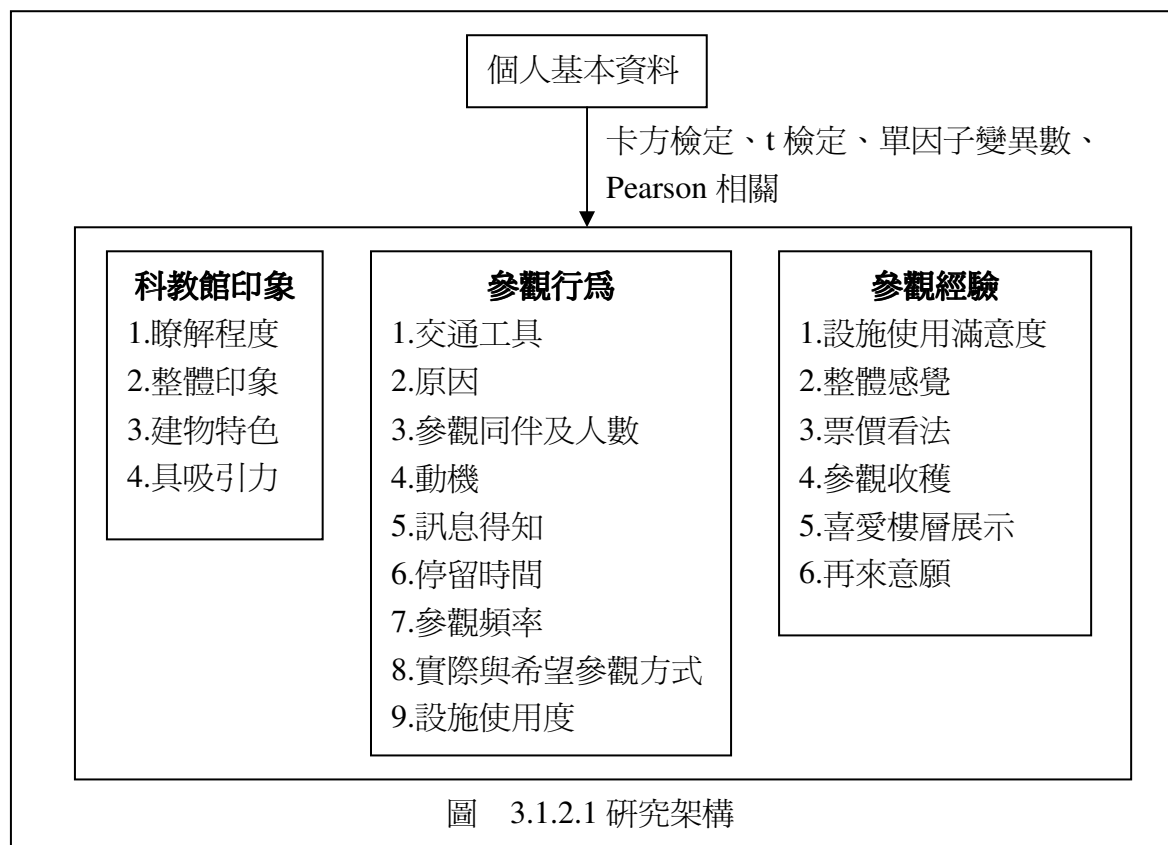 個人基本資料
卡方檢定、t 檢定、單因子變異數、
Pearson 相關
科教館印象
1.瞭解程度
2.整體印象
3.建物特色
4.具吸引力
參觀行為
1.交通工具
2.原因
3.參觀同伴及人數
4.動機
5.訊息得知
6.停留時間
7.參觀頻率
8.實際與希望參觀方式
9.設施使用度
參觀經驗
1.設施使用滿意度
2.整體感覺
3.票價看法
4.參觀收穫
5.喜愛樓層展示
6.再來意願
圖 3.1.2.1 研究架構